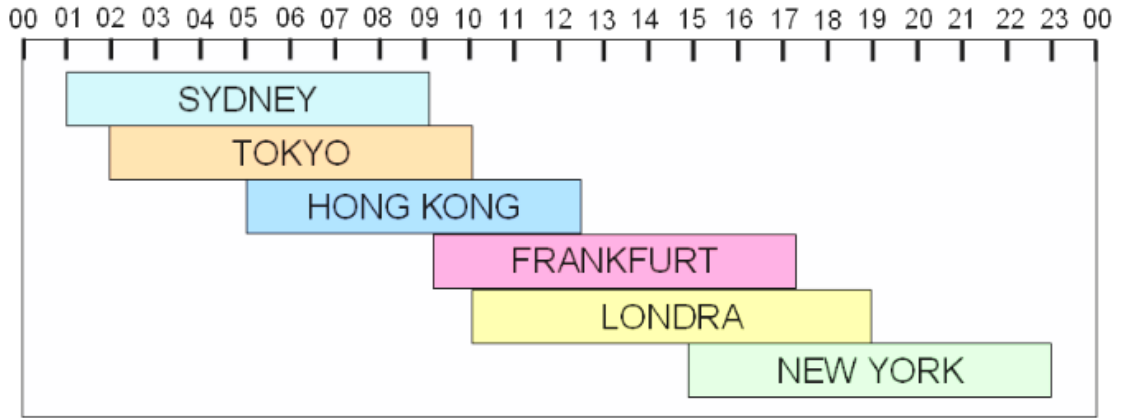 00 01 02 03 04 05 06 07 08 09 10 11 12 13 14 15 16 17 18 19 20 21 22 23 00
SYDNEY
TOKYO
HONG KONG
FRANKFURT
LONDRA
NEW YORK